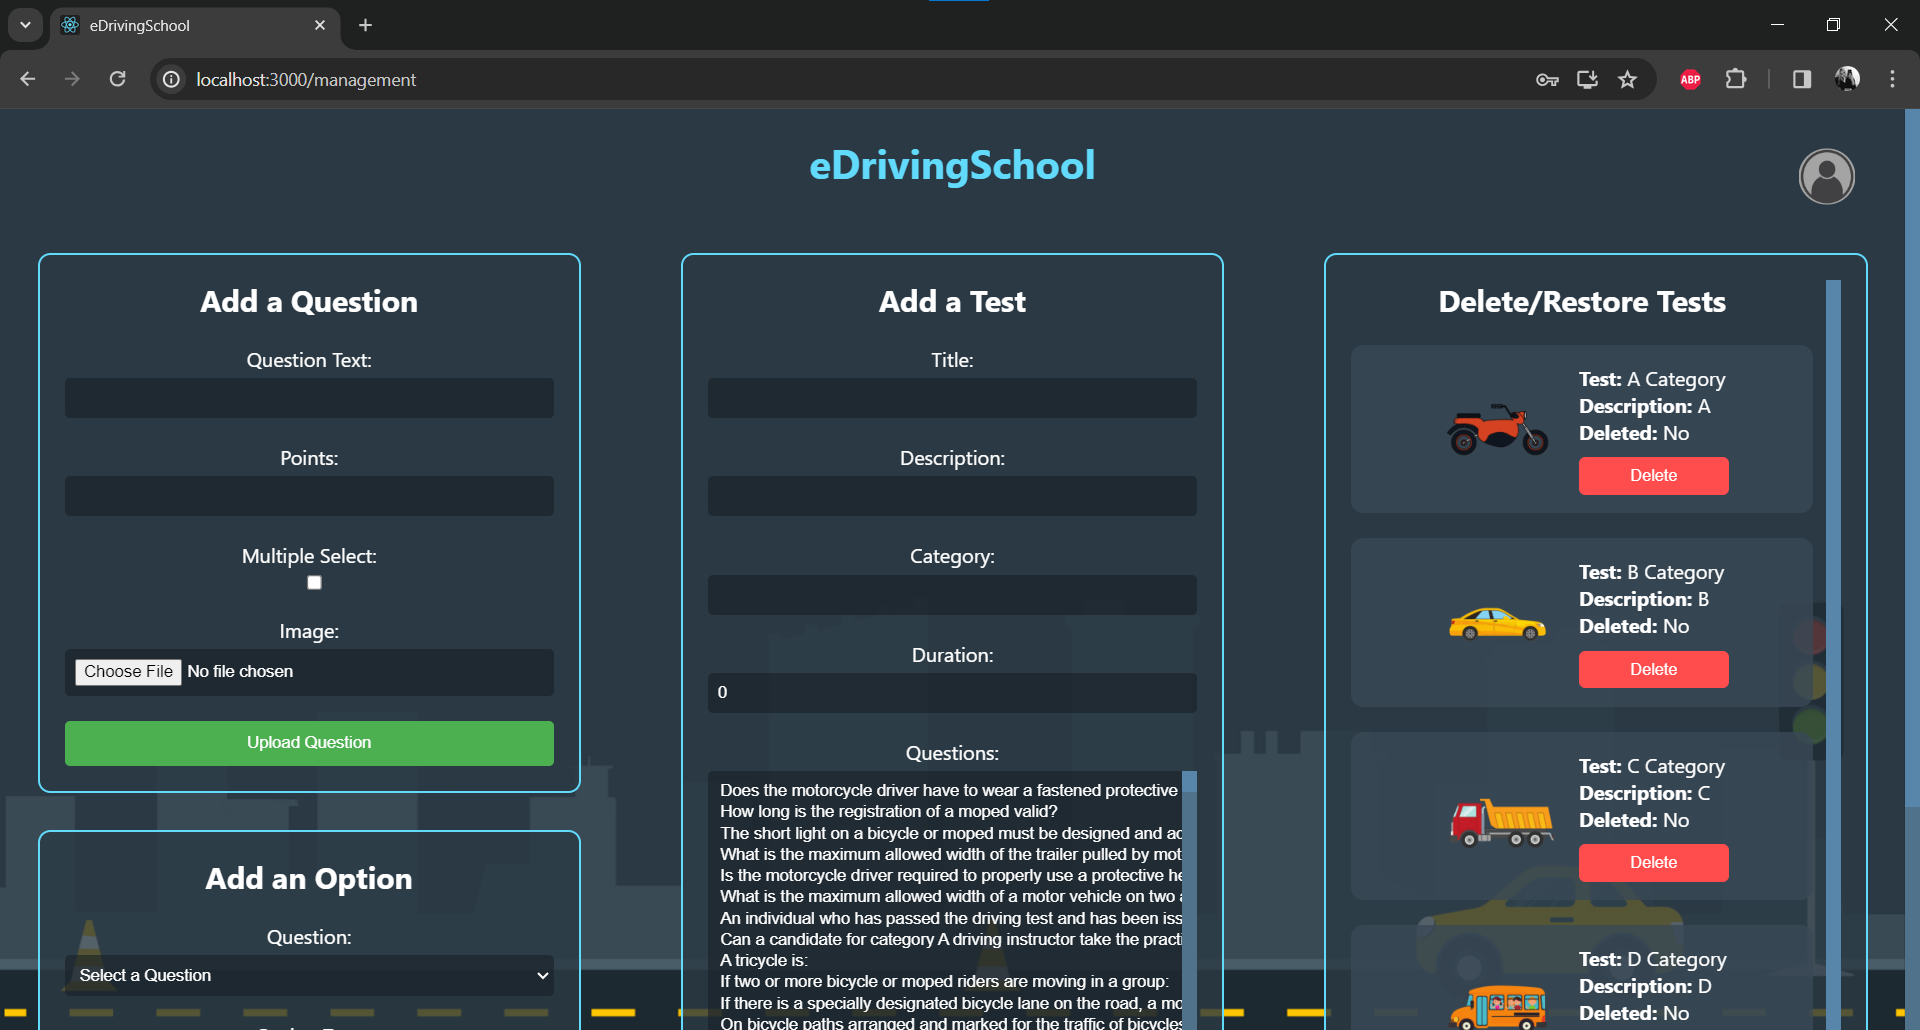 eDrivingSchool
localhost:3000/management
ABP
eDrivingSchool
Add a Question
Question Text:
Points:
Multiple Select:
Image:
Choose File No file chosen
Upload Question
Add an Option
Question:
Select a Question
Add a Test
Title:
Description:
Category:
Duration:
0
Questions:
Does the motorcycle driver have to wear a fastened protective
How long is the registration of a moped valid?
The short light on a bicycle or moped must be designed and
What is the maximum allowed width of the trailer pulled by
Is the motorcycle driver required to properly use a protective
What is the maximum allowed width of a motor vehicle on two
An individual who has passed the driving test and has been
Can a candidate for category A driving instructor take the
A tricycle is:
If two or more bicycle or moped riders are moving in a group:
If there is a specially designated bicycle lane on the road, a
On bicycle paths arranged and marked for the traffic of bicycles
Delete/Restore Tests
Test: A Category
Description: A
Deleted: No
Delete
Test: B Category
Description: B
Deleted: No
Delete
Test: C Category
Description: C
Deleted: No
Delete
Test: D Category
Description: D
Deleted: No